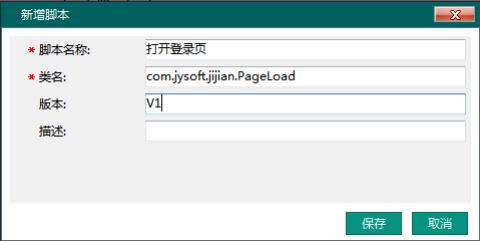 新增脚本
* 脚本名称: 打开登录页
* 类名: com.jysoft.jijian.PageLoad
版本: V1
描述:
保存 取消